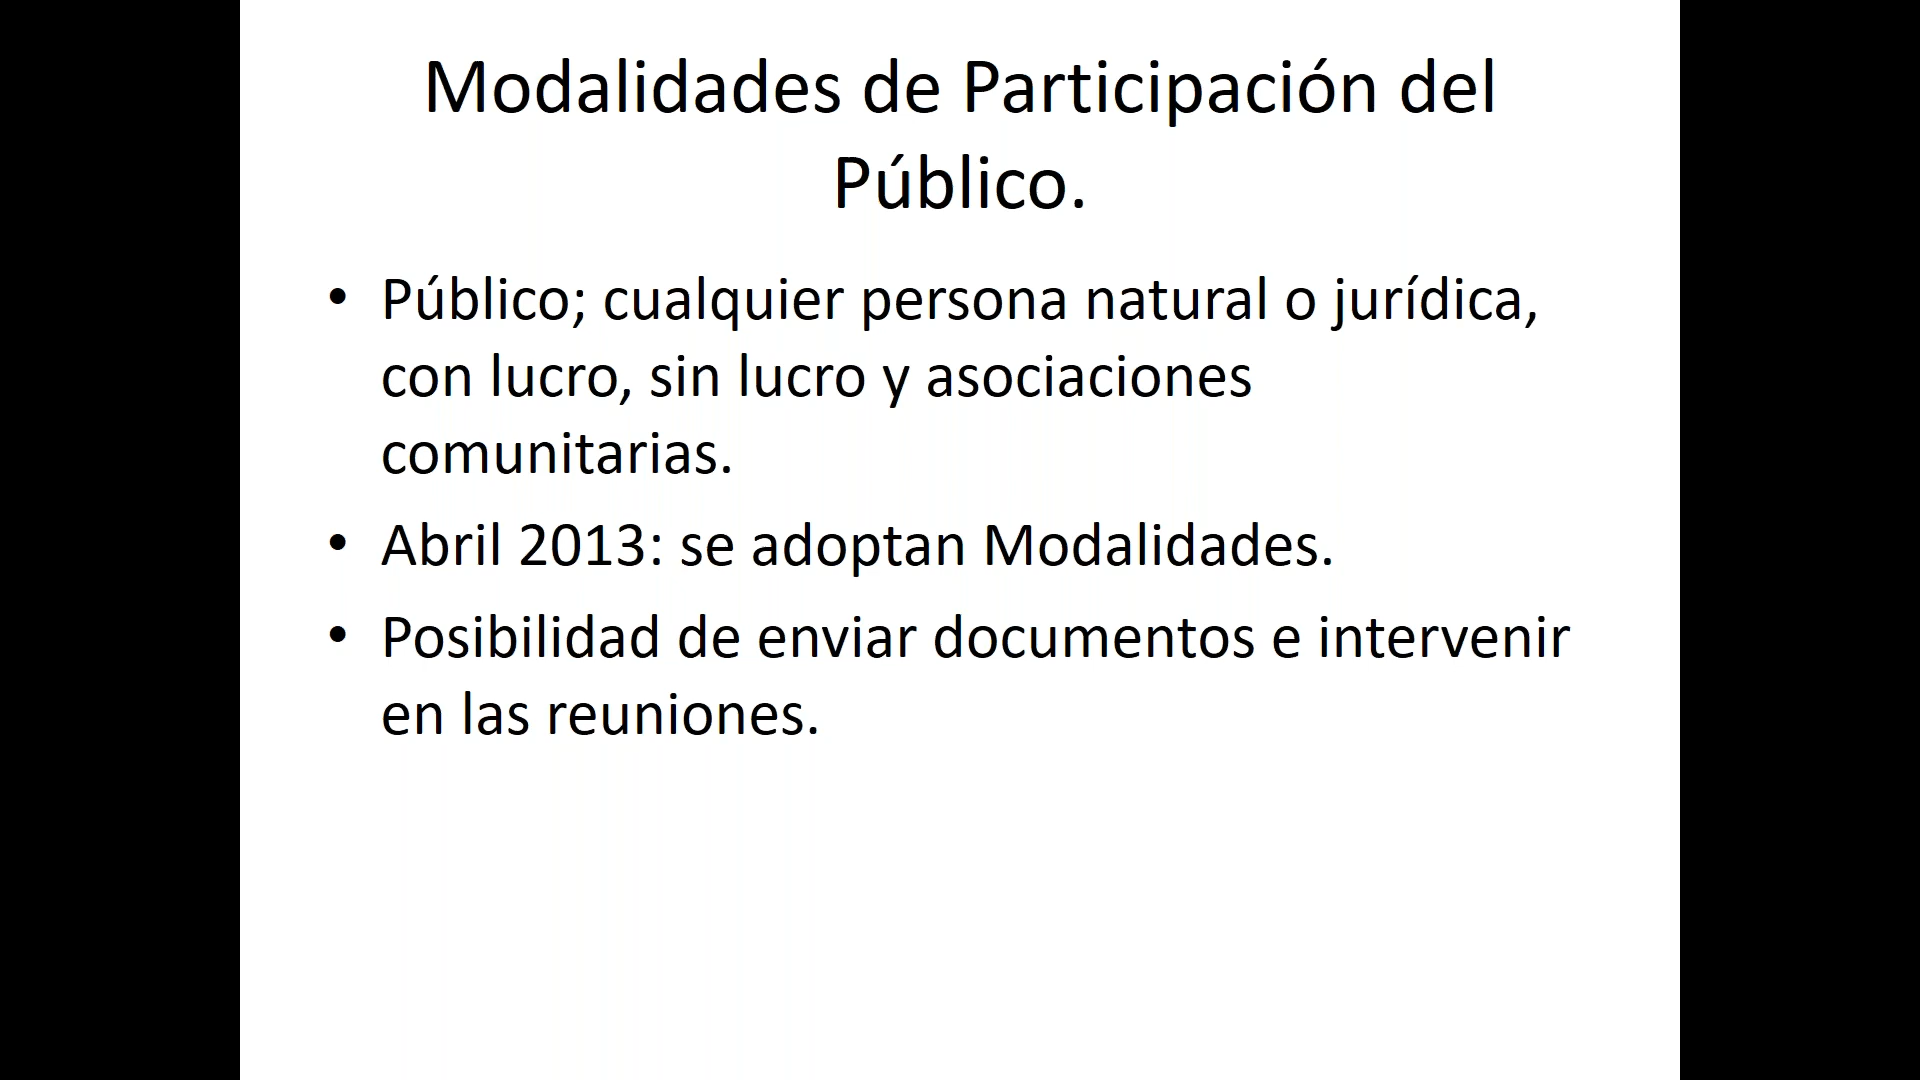 Modalidades de Participación del
Público.
• Público; cualquier persona natural o jurídica,
con lucro, sin lucro y asociaciones
comunitarias.
• Abril 2013: se adoptan Modalidades.
• Posibilidad de enviar documentos e intervenir
en las reuniones.